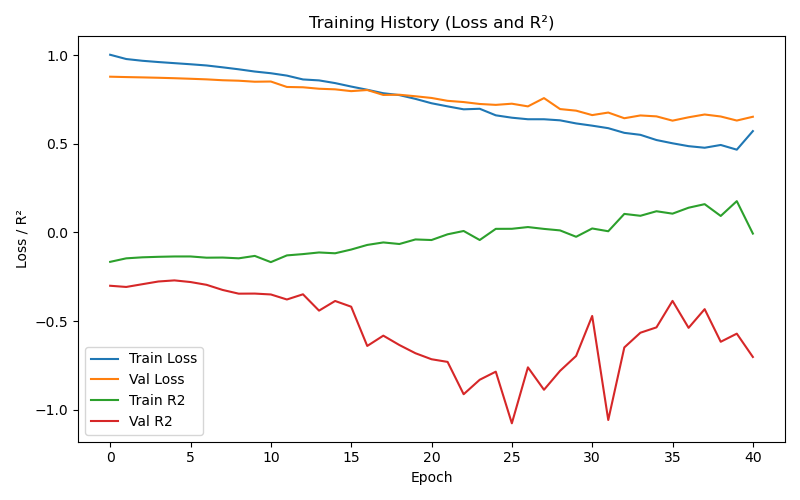 Training History (Loss and R²)
1.0
0.5
0.0
−0.5
−1.0
Loss / R²
Train Loss
Val Loss
Train R2
Val R2
0 5 10 15 20 25 30 35 40
Epoch